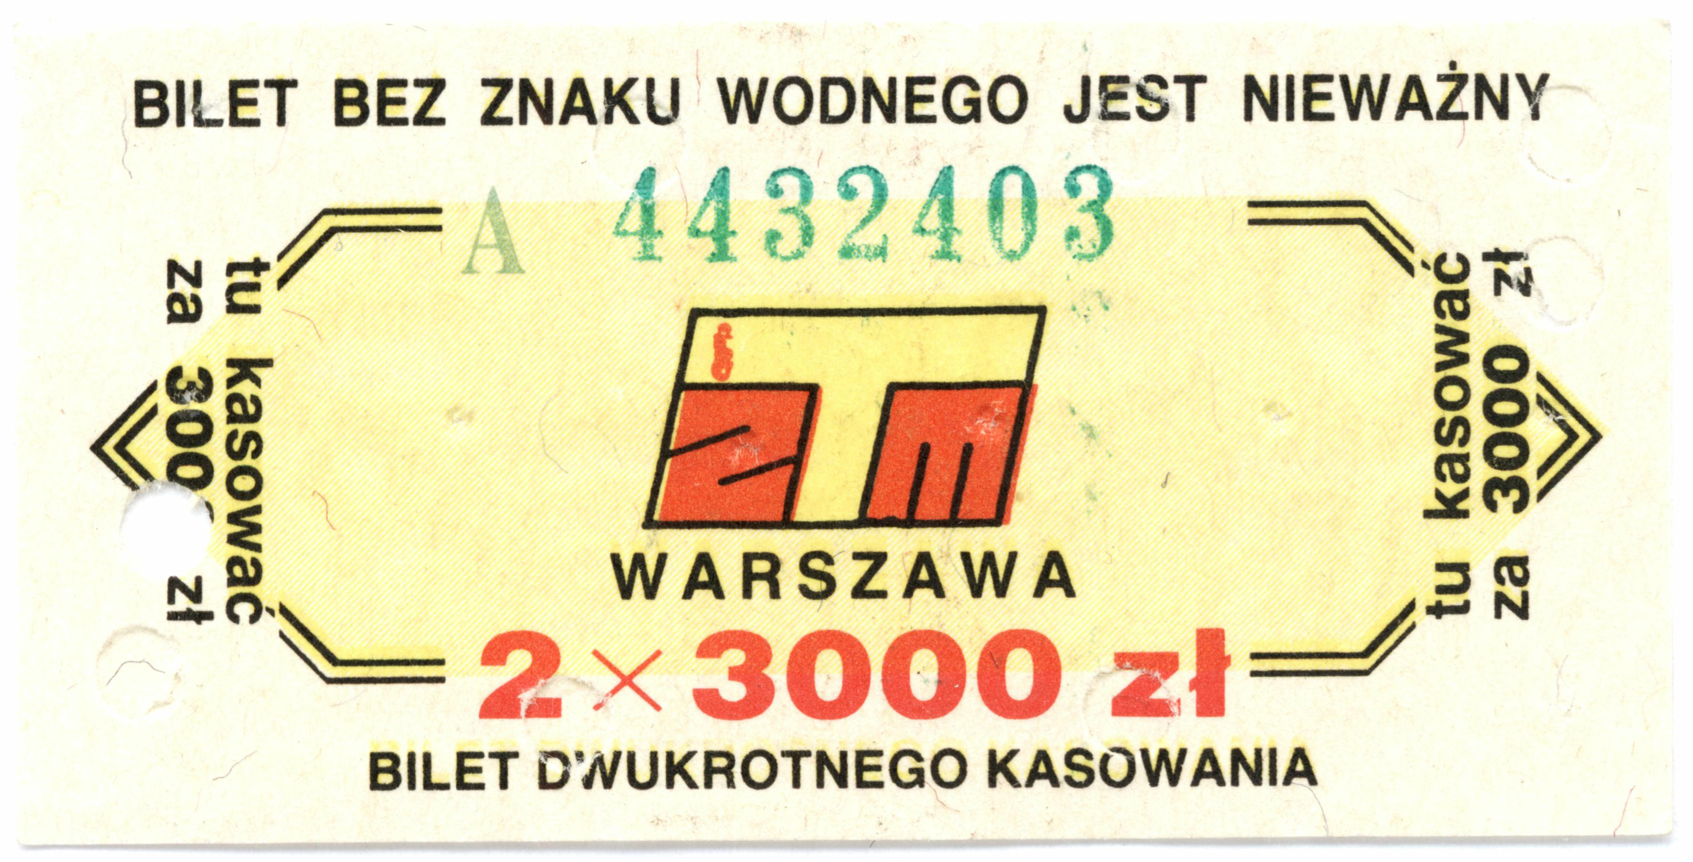 BILET BEZ ZNAKU WODNEGO JEST NIEWAŻNY
A 4432403
tu kasować
za 3000 zł
ZTM
WARSZAWA
2 × 3000 zł
BILET DWUKROTNEGO KASOWANIA
tu kasować
za 3000 zł